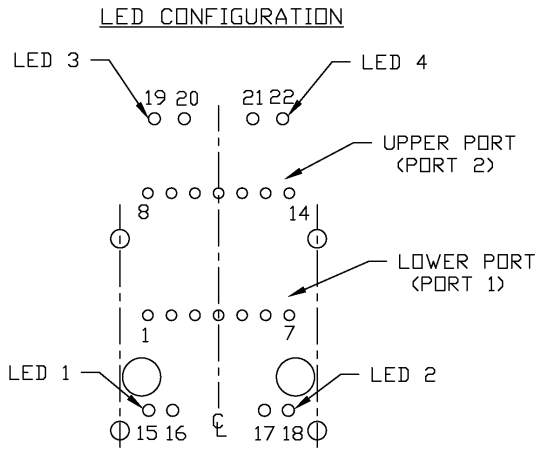 LED CONFIGURATION
LED 3
LED 4
19 20 21 22
UPPER PORT
(PORT 2)
8 14
LOWER PORT
(PORT 1)
1 7
LED 1
LED 2
15 16 ℄ 17 18